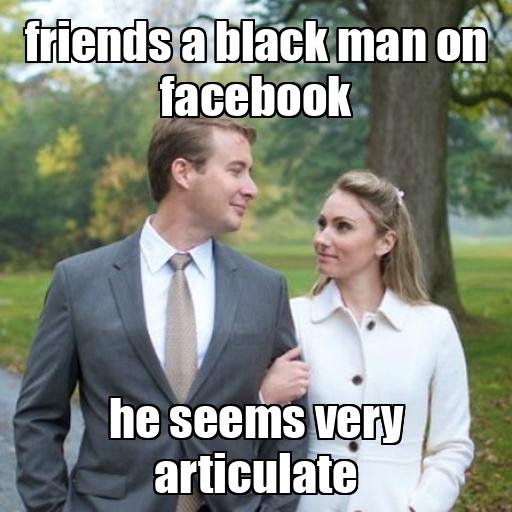 friends a black man on
facebook
he seems very
articulate